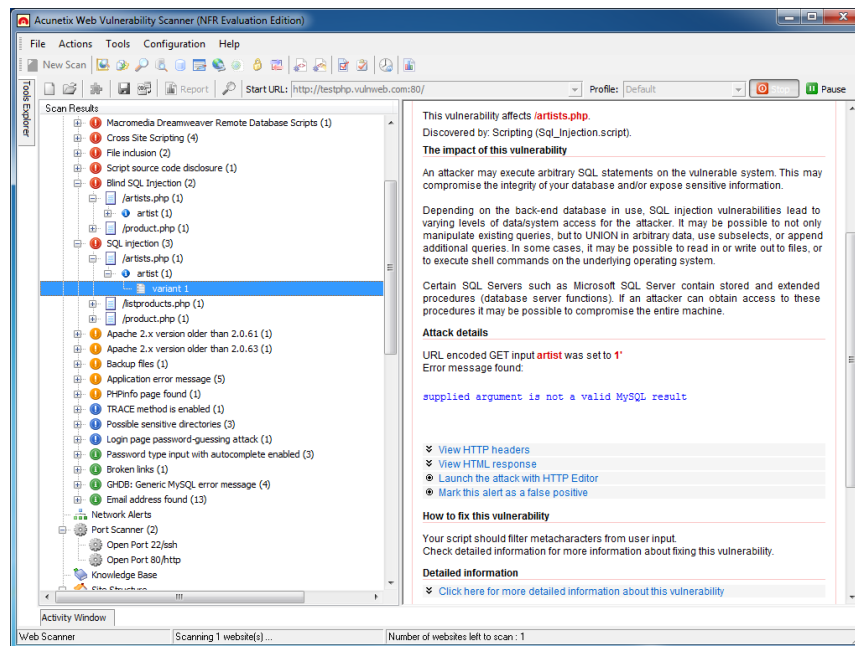 Acunetix Web Vulnerability Scanner (NFR Evaluation Edition)
File Actions Tools Configuration Help
New Scan
Report
Start URL: http://testphp.vulnweb.com:80/
Profile: Default
Stop
Pause
Tools Explorer
Scan Results
Macromedia Dreamweaver Remote Database Scripts (1)
Cross Site Scripting (4)
File inclusion (2)
Script source code disclosure (1)
Blind SQL Injection (2)
/artists.php (1)
artist (1)
/product.php (1)
SQL injection (3)
/artists.php (1)
artist (1)
variant 1
/listproducts.php (1)
/product.php (1)
Apache 2.x version older than 2.0.61 (1)
Apache 2.x version older than 2.0.63 (1)
Backup files (1)
Application error message (5)
PHPinfo page found (1)
TRACE method is enabled (1)
Possible sensitive directories (3)
Login page password-guessing attack (1)
Password type input with autocomplete enabled (3)
Broken links (1)
GHDB: Generic MySQL error message (4)
Email address found (13)
Network Alerts
Port Scanner (2)
Open Port 22/ssh
Open Port 80/http
Knowledge Base
Site Structure
This vulnerability affects /artists.php.
Discovered by: Scripting (Sql_Injection.script).
The impact of this vulnerability
An attacker may execute arbitrary SQL statements on the vulnerable system. This may
compromise the integrity of your database and/or expose sensitive information.
Depending on the back-end database in use, SQL injection vulnerabilities lead to
varying levels of data/system access for the attacker. It may be possible to not only
manipulate existing queries, but to UNION in arbitrary data, use subselects, or append
additional queries. In some cases, it may be possible to read in or write out to files, or
to execute shell commands on the underlying operating system.
Certain SQL Servers such as Microsoft SQL Server contain stored and extended
procedures (database server functions). If an attacker can obtain access to these
procedures it may be possible to compromise the entire machine.
Attack details
URL encoded GET input artist was set to 1'
Error message found:
supplied argument is not a valid MySQL result
View HTTP headers
View HTML response
Launch the attack with HTTP Editor
Mark this alert as a false positive
How to fix this vulnerability
Your script should filter metacharacters from user input.
Check detailed information for more information about fixing this vulnerability.
Detailed information
Click here for more detailed information about this vulnerability
Activity Window
Web Scanner
Scanning 1 website(s) ...
Number of websites left to scan : 1